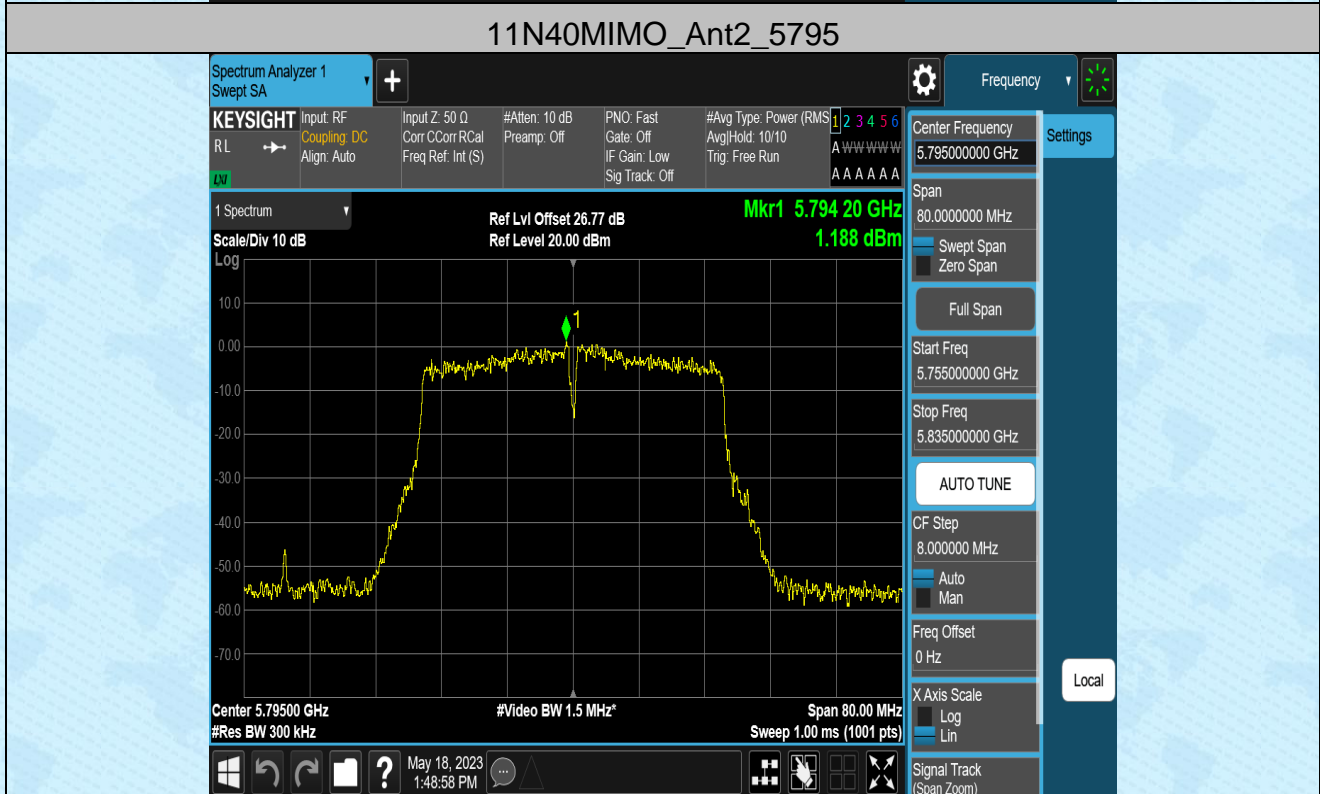 11N40MIMO_Ant2_5795
Spectrum Analyzer 1
Swept SA
Frequency
KEYSIGHT
R L
LXI
Input: RF
Coupling: DC
Align: Auto
Input Z: 50 Ω
Corr CCorr RCal
Freq Ref: Int (S)
#Atten: 10 dB
Preamp: Off
PNO: Fast
Gate: Off
IF Gain: Low
Sig Track: Off
#Avg Type: Power (RMS
Avg|Hold: 10/10
Trig: Free Run
1 2 3 4 5 6
A W W W W W
A A A A A A
1 Spectrum
Scale/Div 10 dB
Log
Ref Lvl Offset 26.77 dB
Ref Level 20.00 dBm
Mkr1 5.794 20 GHz
1.188 dBm
10.0
0.00
-10.0
-20.0
-30.0
-40.0
-50.0
-60.0
-70.0
1
Center 5.79500 GHz
#Res BW 300 kHz
#Video BW 1.5 MHz*
Span 80.00 MHz
Sweep 1.00 ms (1001 pts)
Center Frequency
5.795000000 GHz
Span
80.0000000 MHz
Swept Span
Zero Span
Full Span
Start Freq
5.755000000 GHz
Stop Freq
5.835000000 GHz
AUTO TUNE
CF Step
8.000000 MHz
Auto
Man
Freq Offset
0 Hz
X Axis Scale
Log
Lin
Signal Track
(Span Zoom)
Settings
Local
?
May 18, 2023
1:48:58 PM